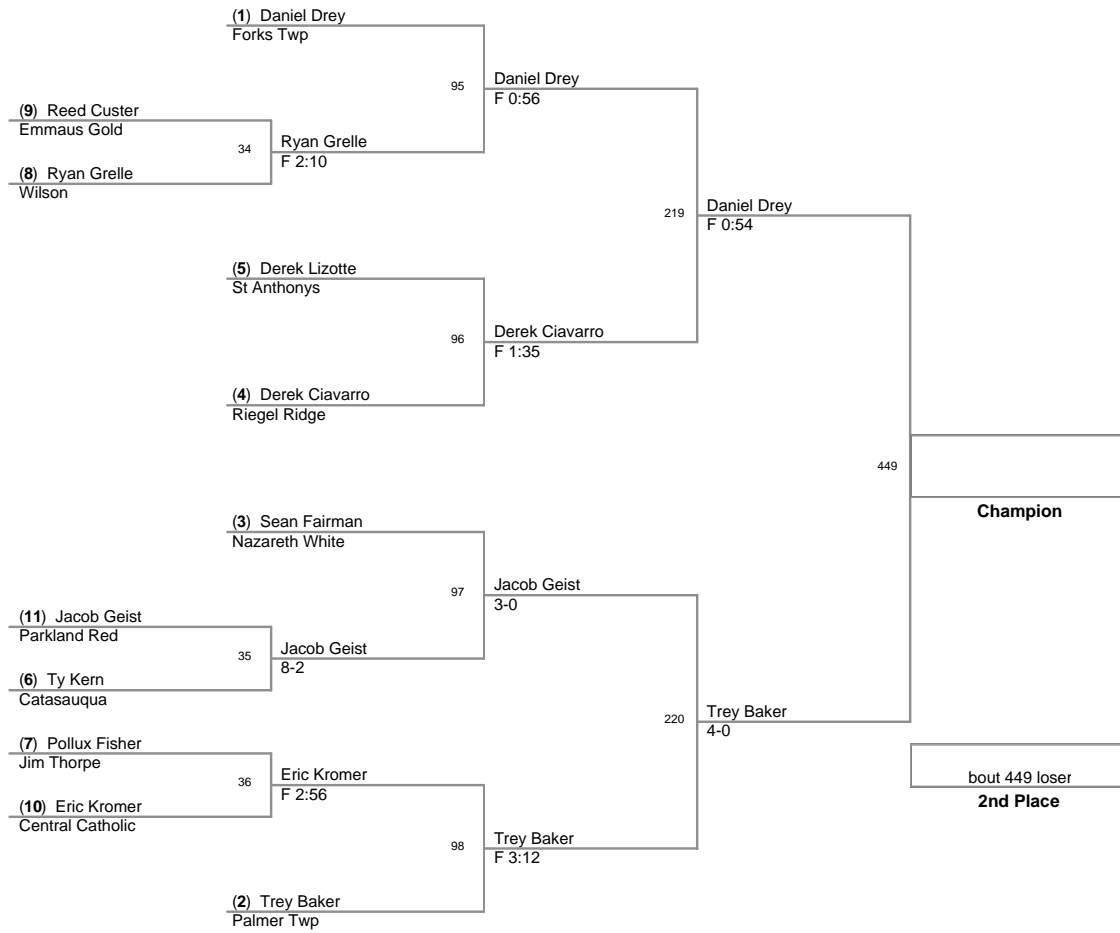 (1) Daniel Drey
Forks Twp
95
Daniel Drey
F 0:56
(9) Reed Custer
Emmaus Gold
34
Ryan Grelle
F 2:10
(8) Ryan Grelle
Wilson
219
Daniel Drey
F 0:54
(5) Derek Lizotte
St Anthonys
96
Derek Ciavarro
F 1:35
(4) Derek Ciavarro
Riegel Ridge
449
Champion
(3) Sean Fairman
Nazareth White
97
Jacob Geist
3-0
(11) Jacob Geist
Parkland Red
35
Jacob Geist
8-2
(6) Ty Kern
Catasauqua
220
Trey Baker
4-0
(7) Pollux Fisher
Jim Thorpe
36
Eric Kromer
F 2:56
(10) Eric Kromer
Central Catholic
98
Trey Baker
F 3:12
(2) Trey Baker
Palmer Twp
bout 449 loser
2nd Place